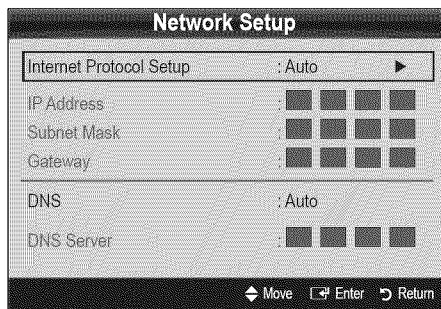 Network Setup
Internet Protocol Setup : Auto ►
IP Address :
Subnet Mask :
Gateway :
DNS : Auto
DNS Server :
Move Enter Return